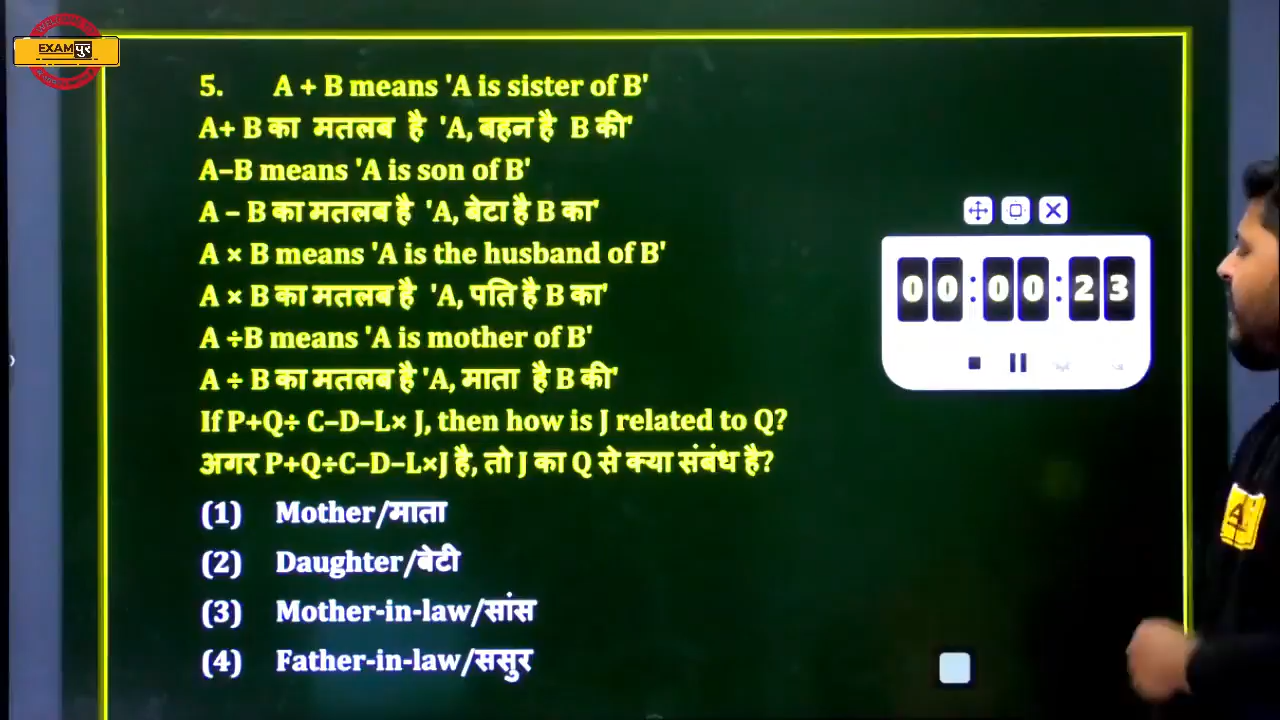 EXAMपुर
5. A + B means 'A is sister of B'
A+ B का मतलब है 'A, बहन है B की'
A–B means 'A is son of B'
A – B का मतलब है 'A, बेटा है B का'
A × B means 'A is the husband of B'
A × B का मतलब है 'A, पति है B का'
A ÷B means 'A is mother of B'
A ÷ B का मतलब है 'A, माता है B की'
If P+Q÷ C–D–L× J, then how is J related to Q?
अगर P+Q÷C–D–L×J है, तो J का Q से क्या संबंध है?
(1) Mother/माता
(2) Daughter/बेटी
(3) Mother-in-law/सांस
(4) Father-in-law/ससुर
00:00:23
A